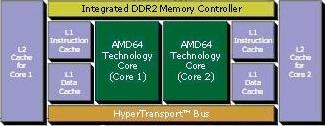 Integrated DDR2 Memory Controller
L2
Cache for
Core 1
L1
Instruction
Cache
L1
Data
Cache
AMD64
Technology
Core
(Core 1)
AMD64
Technology
Core
(Core 2)
L1
Instruction
Cache
L1
Data
Cache
L2
Cache for
Core 2
HyperTransport™ Bus